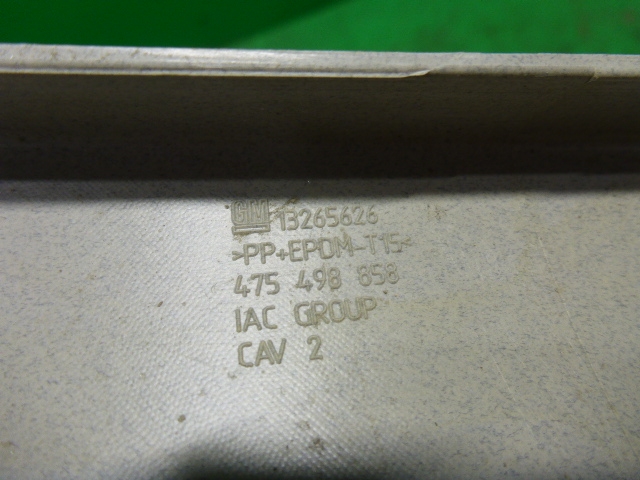 GM 13265626
>PP+EPDM-T15<
475 498 858
IAC GROUP
CAV 2